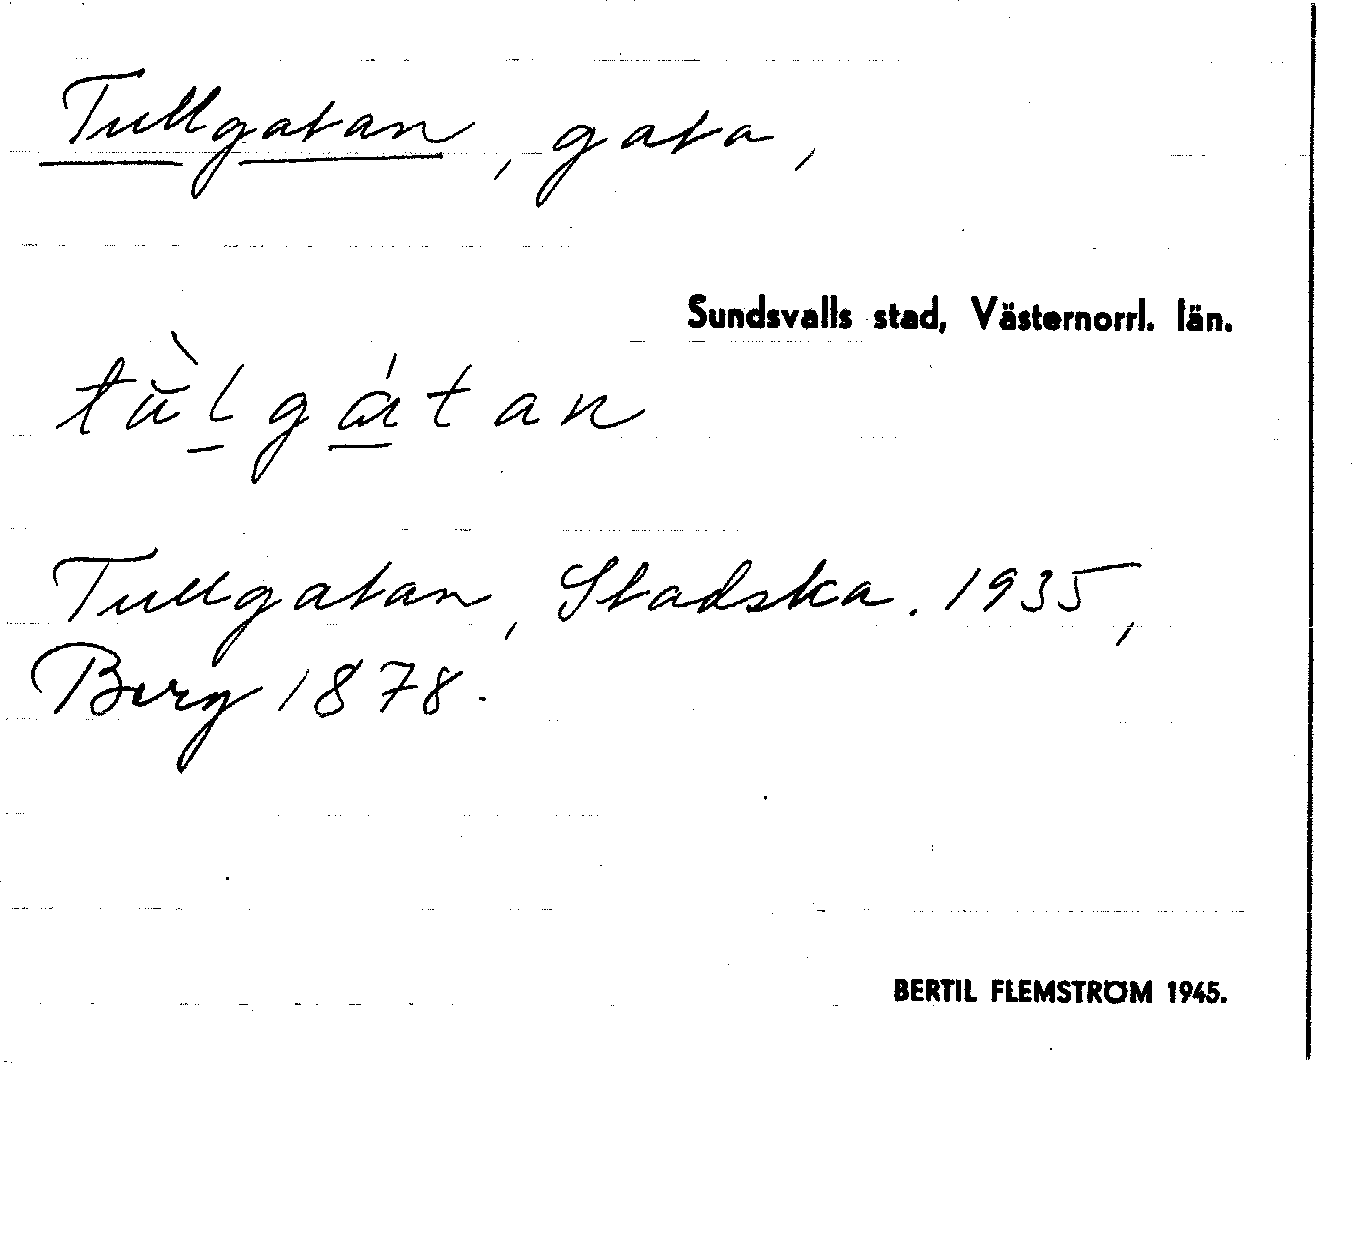 Tullgatan, gata,
Sundsvalls stad, Västernorrl. län.
tùlgátan
Tullgatan, Stadska. 1935,
Berg 1878.
BERTIL FLEMSTRÖM 1945.